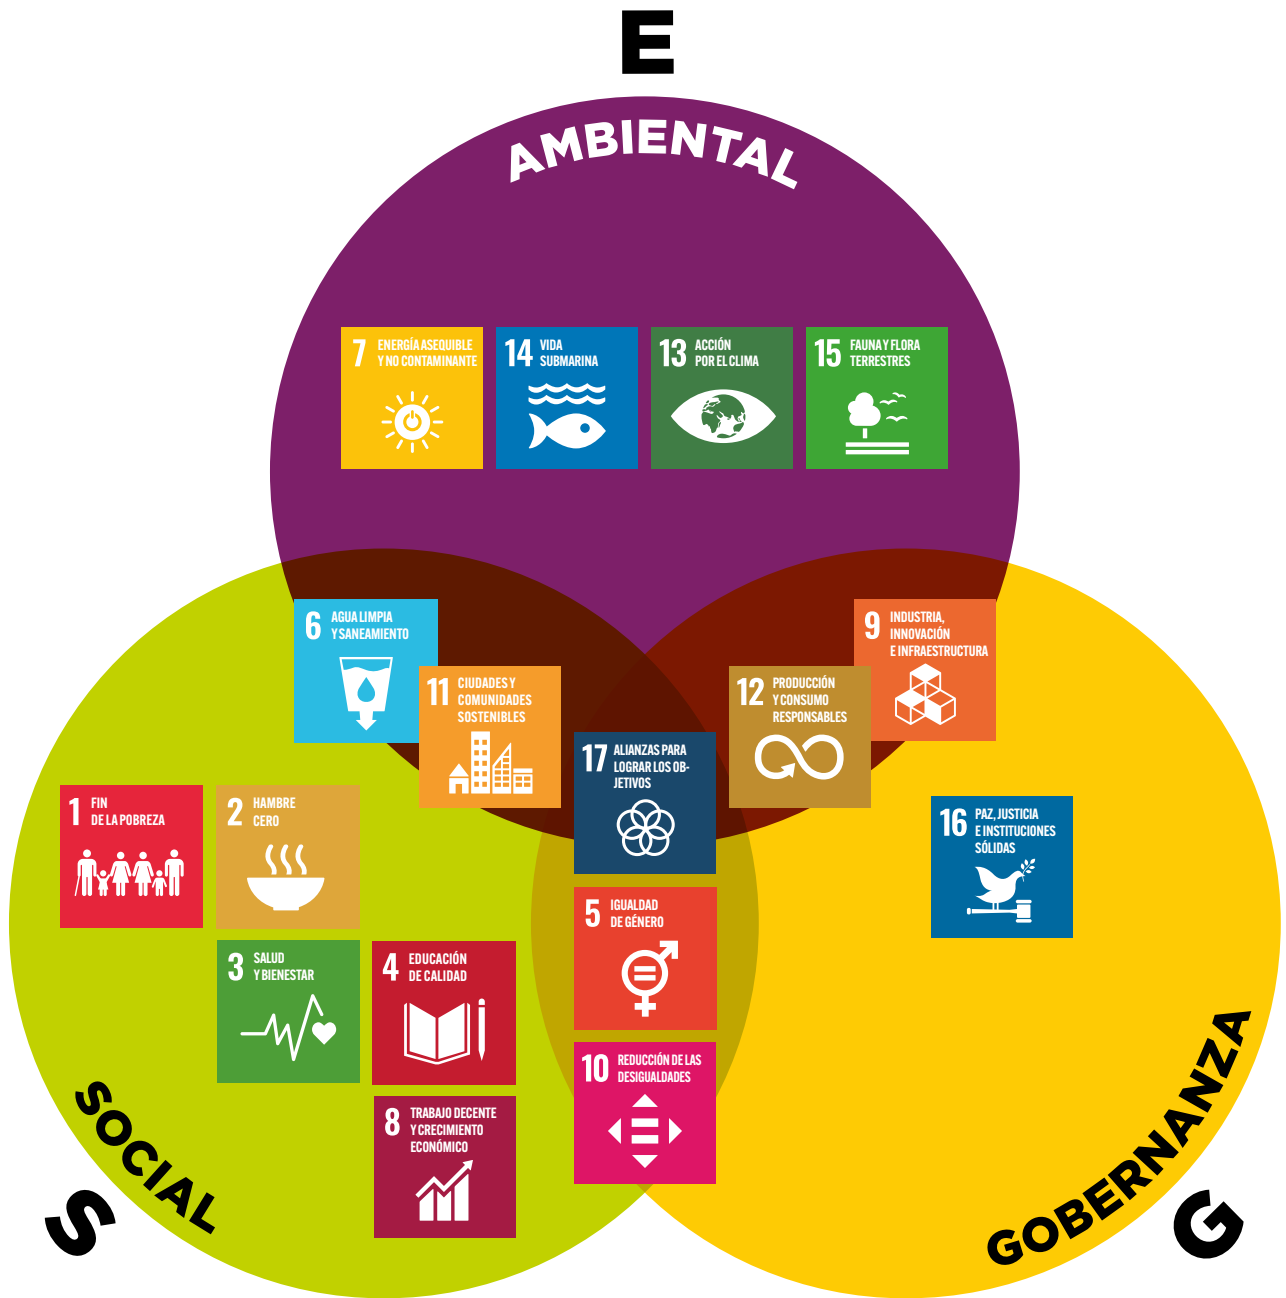 E
AMBIENTAL
7 ENERGÍA ASEQUIBLE
Y NO CONTAMINANTE
14 VIDA
SUBMARINA
13 ACCIÓN
POR EL CLIMA
15 FAUNA Y FLORA
TERRESTRES
6 AGUA LIMPIA
Y SANEAMIENTO
11 CIUDADES Y
COMUNIDADES
SOSTENIBLES
9 INDUSTRIA,
INNOVACIÓN
E INFRAESTRUCTURA
12 PRODUCCIÓN
Y CONSUMO
RESPONSABLES
17 ALIANZAS PARA
LOGRAR LOS OB-
JETIVOS
1 FIN
DE LA POBREZA
2 HAMBRE
CERO
16 PAZ, JUSTICIA
E INSTITUCIONES
SÓLIDAS
5 IGUALDAD
DE GÉNERO
3 SALUD
Y BIENESTAR
4 EDUCACIÓN
DE CALIDAD
10 REDUCCIÓN DE LAS
DESIGUALDADES
8 TRABAJO DECENTE
Y CRECIMIENTO
ECONÓMICO
SOCIAL
S
GOBERNANZA
G